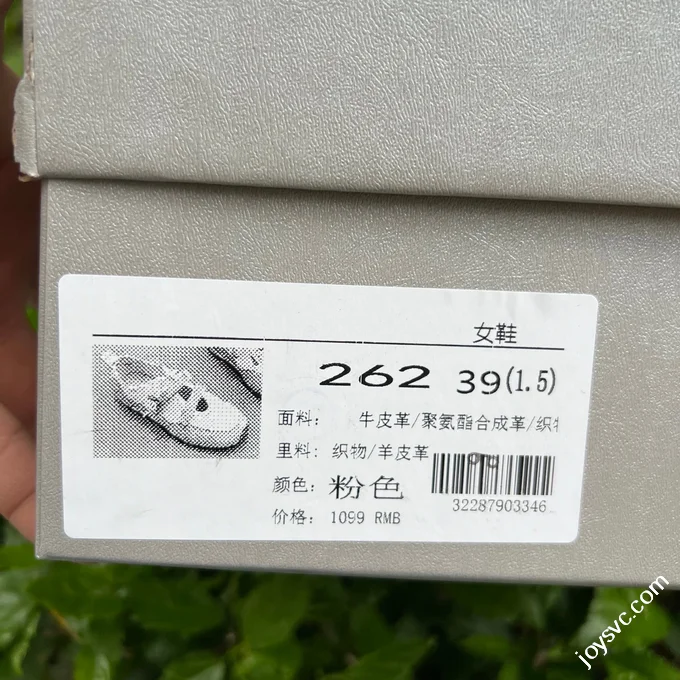 女鞋
262 39(1.5)
面料: 牛皮革/聚氨酯合成革/织
里料: 织物/羊皮革
颜色: 粉色
32287903346
价格: 1099 RMB
joysvc.com